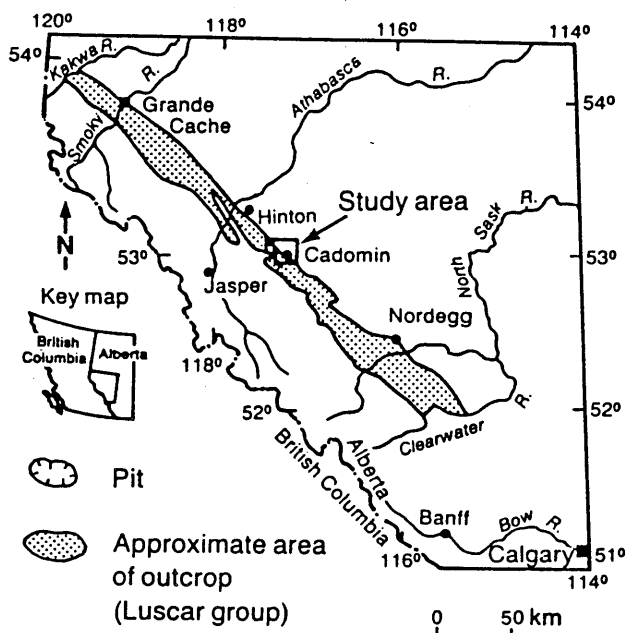 120°
118°
116°
114°
54°
Kakwa R.
R.
Smoky
Grande
Cache
Athabasca
R.
54°
Hinton
Study area
Cadomin
R.
Sask
North
N
53°
Jasper
53°
Key map
Nordegg
British
Columbia
Alberta
118°
52°
R.
52°
Clearwater
Pit
Alberta
British Columbia
Banff
Bow
R.
Calgary
51°
116°
114°
Approximate area
of outcrop
(Luscar group)
0 50 km